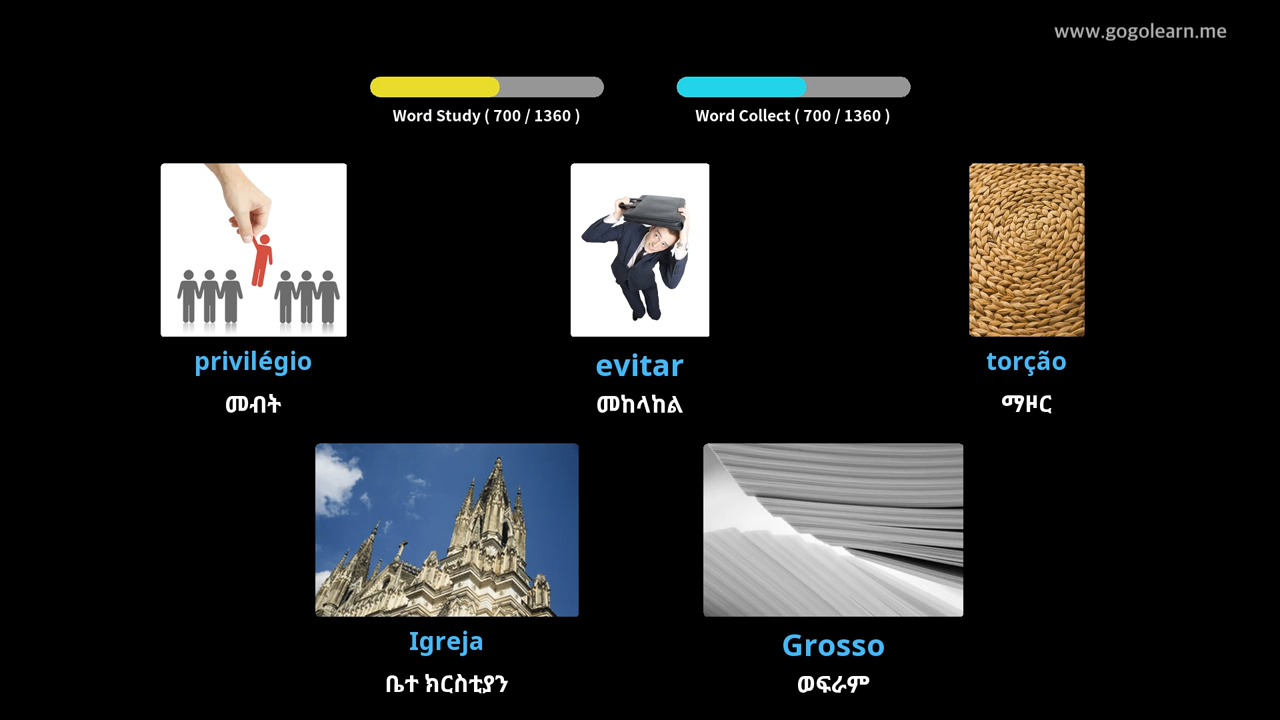 www.gogolearn.me
Word Study ( 700 / 1360 )
Word Collect ( 700 / 1360 )
privilégio
መብት
evitar
መከላከል
torção
ማዞር
Igreja
ቤተ ክርስቲያን
Grosso
ወፍራም